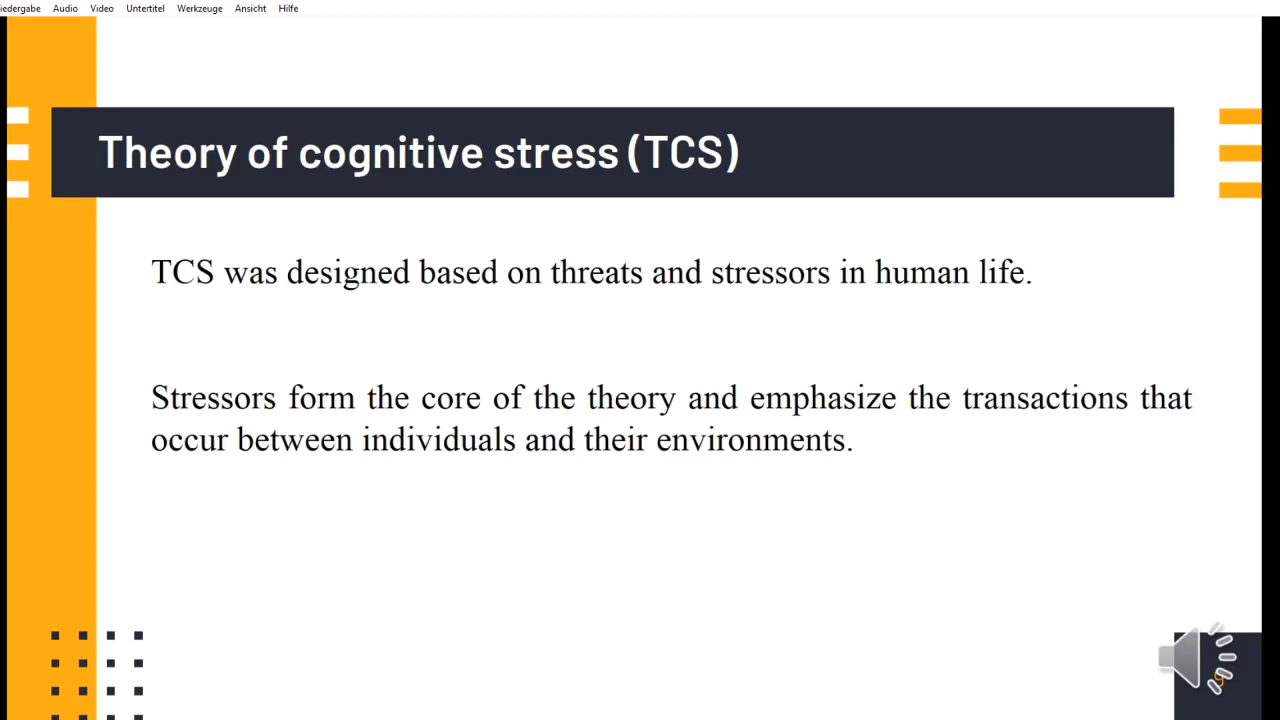 iedergabe Audio Video Untertitel Werkzeuge Ansicht Hilfe
Theory of cognitive stress (TCS)
TCS was designed based on threats and stressors in human life.
Stressors form the core of the theory and emphasize the transactions that
occur between individuals and their environments.